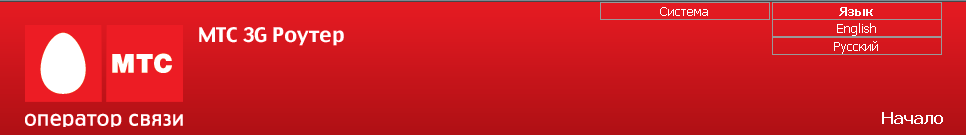 МТС 3G Роутер
МТС
оператор связи
Система
Язык
English
Русский
Начало